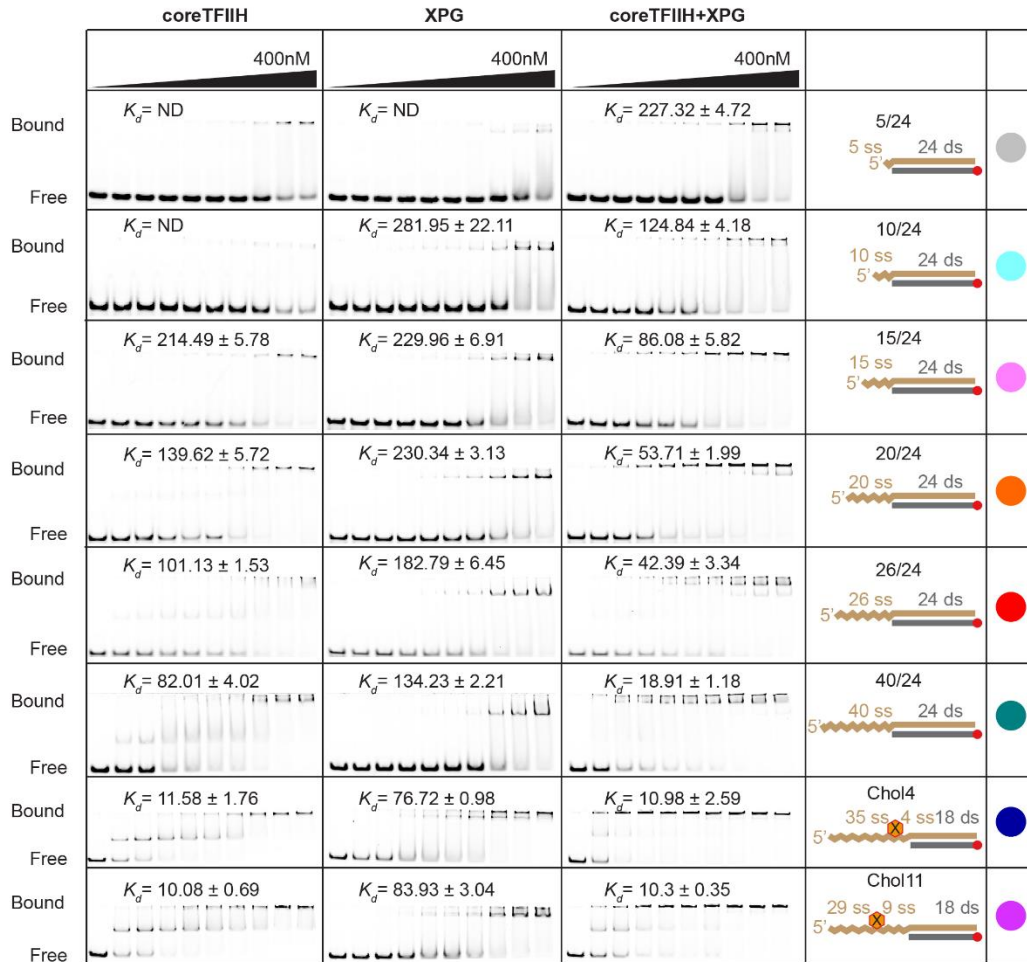 coreTFIIH XPG coreTFIIH+XPG
400nM 400nM 400nM
Bound Kd= ND Kd= ND Kd= 227.32 ± 4.72 5/24
5 ss 24 ds
5'
Free
Bound Kd= ND Kd= 281.95 ± 22.11 Kd= 124.84 ± 4.18 10/24
10 ss 24 ds
5'
Free
Bound Kd= 214.49 ± 5.78 Kd= 229.96 ± 6.91 Kd= 86.08 ± 5.82 15/24
15 ss 24 ds
5'
Free
Bound Kd= 139.62 ± 5.72 Kd= 230.34 ± 3.13 Kd= 53.71 ± 1.99 20/24
20 ss 24 ds
5'
Free
Bound Kd= 101.13 ± 1.53 Kd= 182.79 ± 6.45 Kd= 42.39 ± 3.34 26/24
26 ss 24 ds
5'
Free
Bound Kd= 82.01 ± 4.02 Kd= 134.23 ± 2.21 Kd= 18.91 ± 1.18 40/24
40 ss 24 ds
5'
Free
Bound Kd= 11.58 ± 1.76 Kd= 76.72 ± 0.98 Kd= 10.98 ± 2.59 Chol4
35 ss X 4 ss 18 ds
5'
Free
Bound Kd= 10.08 ± 0.69 Kd= 83.93 ± 3.04 Kd= 10.3 ± 0.35 Chol11
29 ss X 9 ss 18 ds
5'
Free